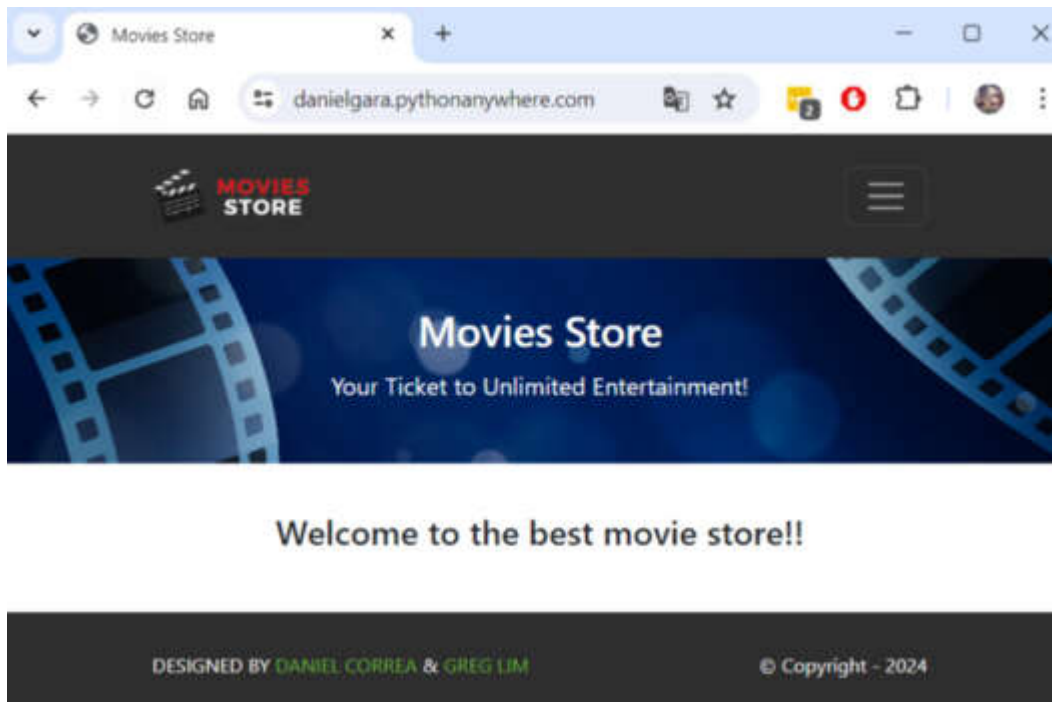 Movies Store
danielgara.pythonanywhere.com
2
MOVIES
STORE
Movies Store
Your Ticket to Unlimited Entertainment!
Welcome to the best movie store!!
DESIGNED BY DANIEL CORREA & GREG LIM
© Copyright - 2024